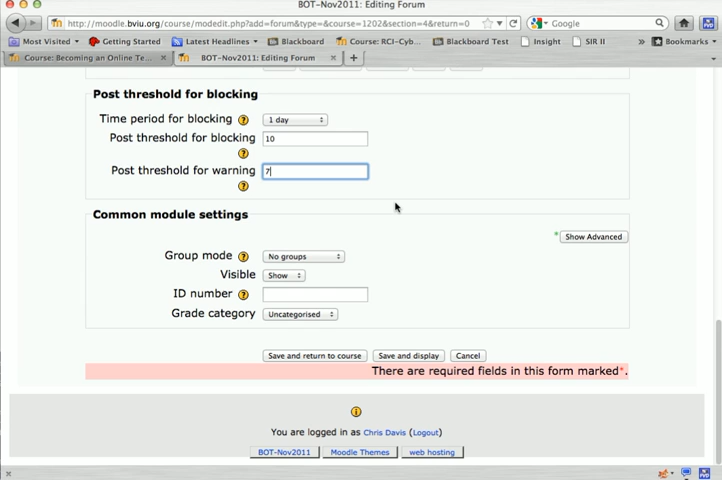 BOT-Nov2011: Editing Forum
http://moodle.bviu.org/course/modedit.php?add=forum&type=&course=1202&section=4&return=0
Google
Most Visited
Getting Started
Latest Headlines
Blackboard
Course: RCI-Cyb...
Blackboard Test
Insight
SIR II
Bookmarks
Course: Becoming an Online Te...
BOT-Nov2011: Editing Forum
Post threshold for blocking
Time period for blocking ? 1 day
Post threshold for blocking 10
?
Post threshold for warning 7
?
Common module settings
* Show Advanced
Group mode ? No groups
Visible Show
ID number ?
Grade category Uncategorised
Save and return to course Save and display Cancel
There are required fields in this form marked*.
You are logged in as Chris Davis (Logout)
BOT-Nov2011 Moodle Themes web hosting